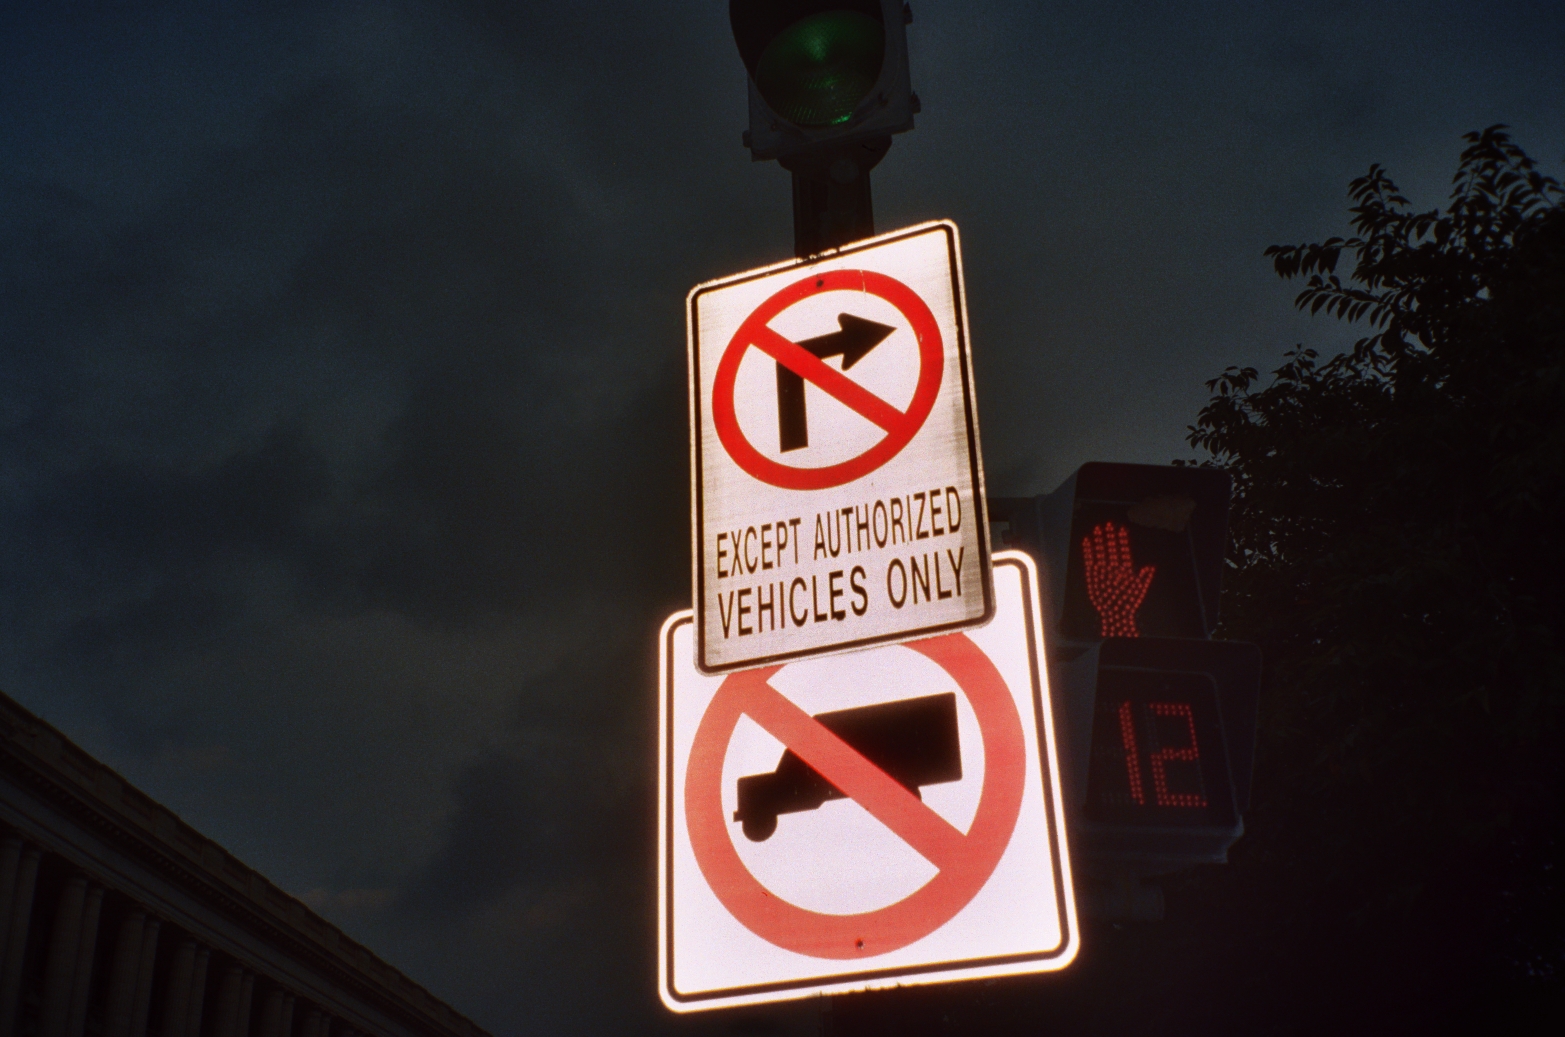 EXCEPT AUTHORIZED
VEHICLES ONLY
12